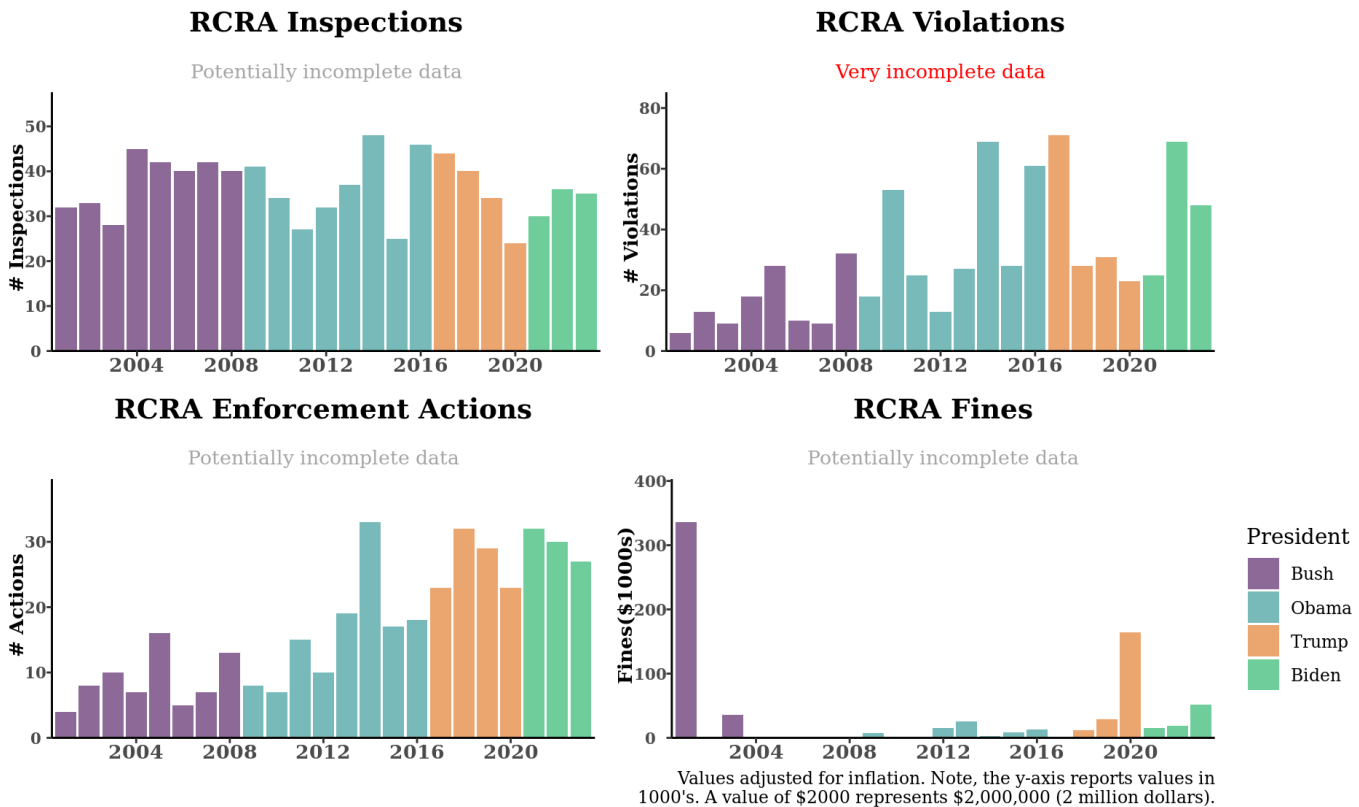 RCRA Inspections
Potentially incomplete data
# Inspections
50
40
30
20
10
0
2004 2008 2012 2016 2020
RCRA Violations
Very incomplete data
# Violations
80
60
40
20
0
2004 2008 2012 2016 2020
RCRA Enforcement Actions
Potentially incomplete data
# Actions
30
20
10
0
2004 2008 2012 2016 2020
RCRA Fines
Potentially incomplete data
Fines($1000s)
400
300
200
100
0
2004 2008 2012 2016 2020
President
Bush
Obama
Trump
Biden
Values adjusted for inflation. Note, the y-axis reports values in
1000's. A value of $2000 represents $2,000,000 (2 million dollars).